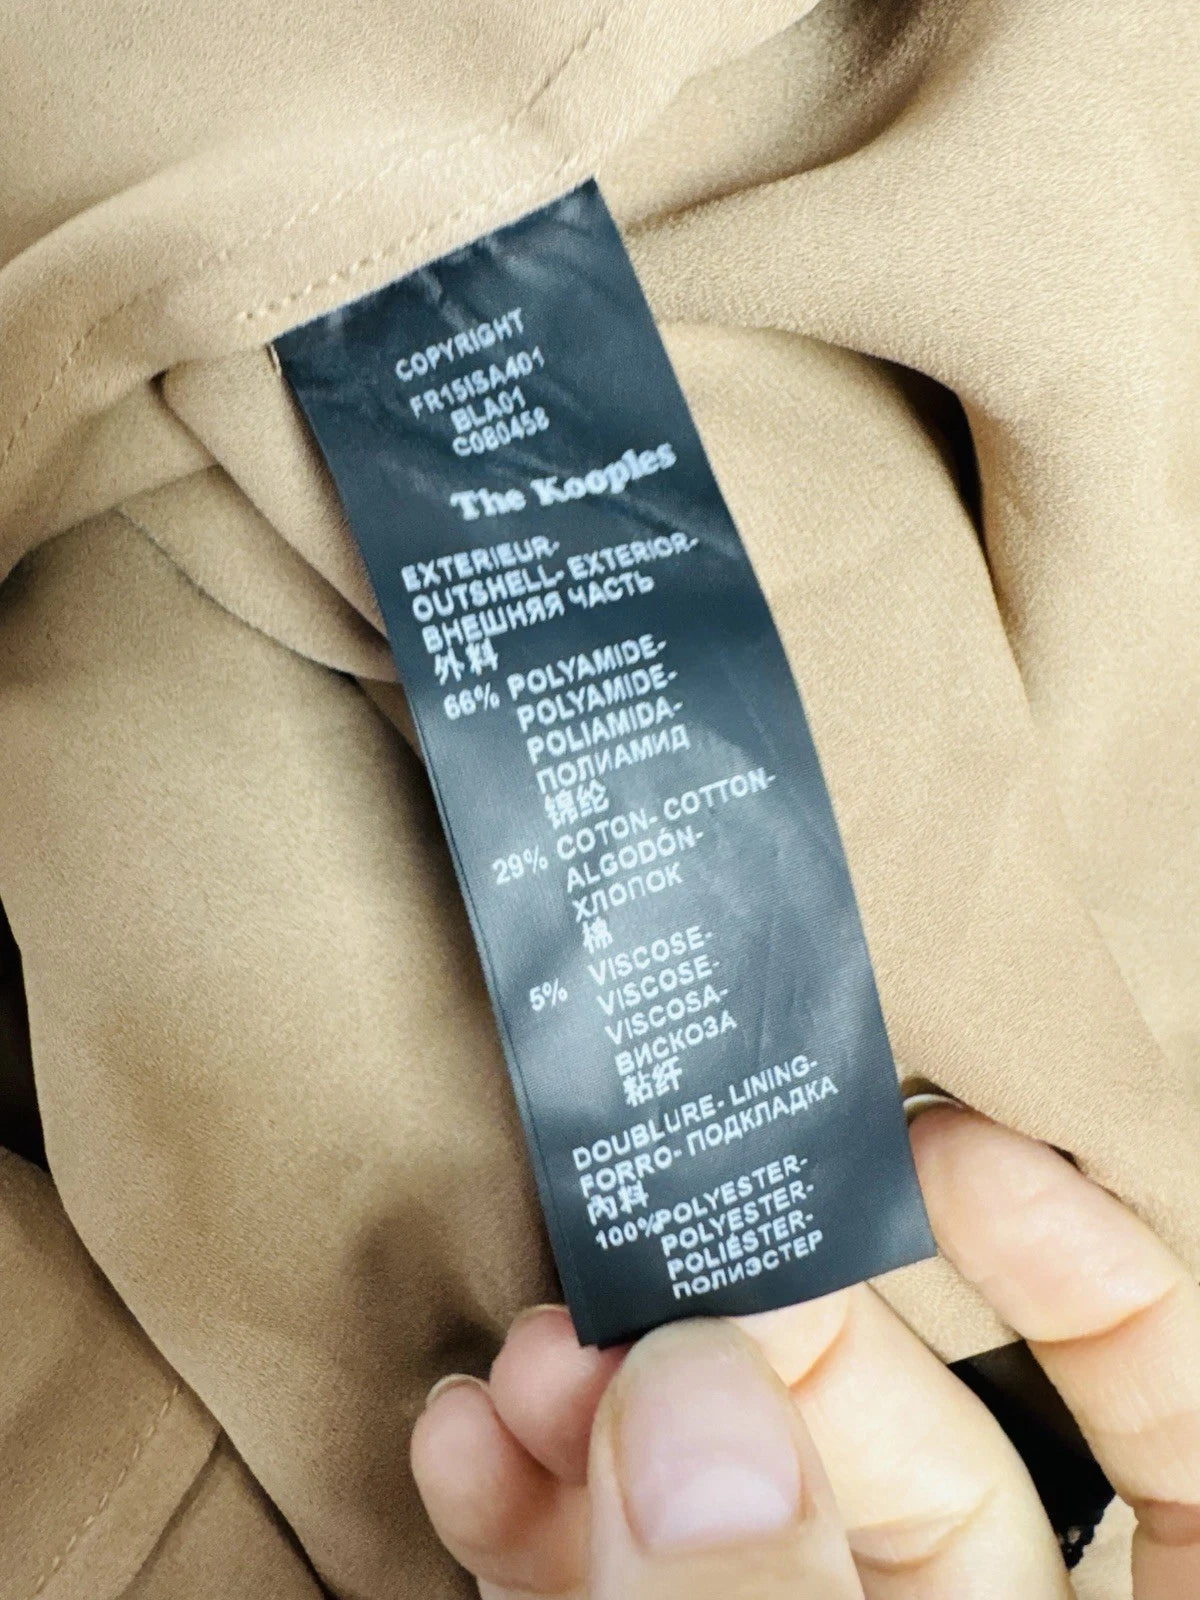 COPYRIGHT
FR15ISA401
BLA01
C080458
The Kooples
EXTERIEUR-
OUTSHELL- EXTERIOR-
ВНЕШНЯЯ ЧАСТЬ
外料
66% POLYAMIDE-
POLYAMIDE-
POLIAMIDA-
ПОЛИАМИД
锦纶
29% COTON- COTTON-
ALGODÓN-
ХЛОПОК
棉
5% VISCOSE-
VISCOSE-
VISCOSA-
ВИСКОЗА
粘纤
DOUBLURE- LINING-
FORRO- ПОДКЛАДКА
内料
100% POLYESTER-
POLYESTER-
POLIÉSTER-
ПОЛИЭСТЕР